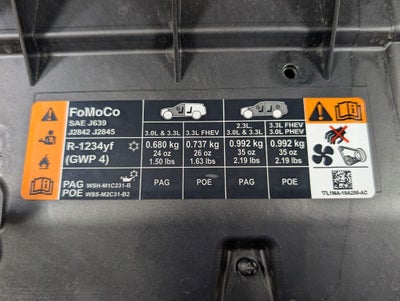 FoMoCo
SAE J639
J2842 J2845
3.0L & 3.3L
3.3L FHEV
2.3L,
3.0L & 3.3L
3.3L FHEV
3.0L PHEV
R-1234yf
(GWP 4)
0.680 kg
24 oz
1.50 lbs
0.737 kg
26 oz
1.63 lbs
0.992 kg
35 oz
2.19 lbs
0.992 kg
35 oz
2.19 lbs
PAG WSH-M1C231-B
POE WSS-M2C31-B2
PAG
POE
PAG
POE
L1MA-19A286-AC